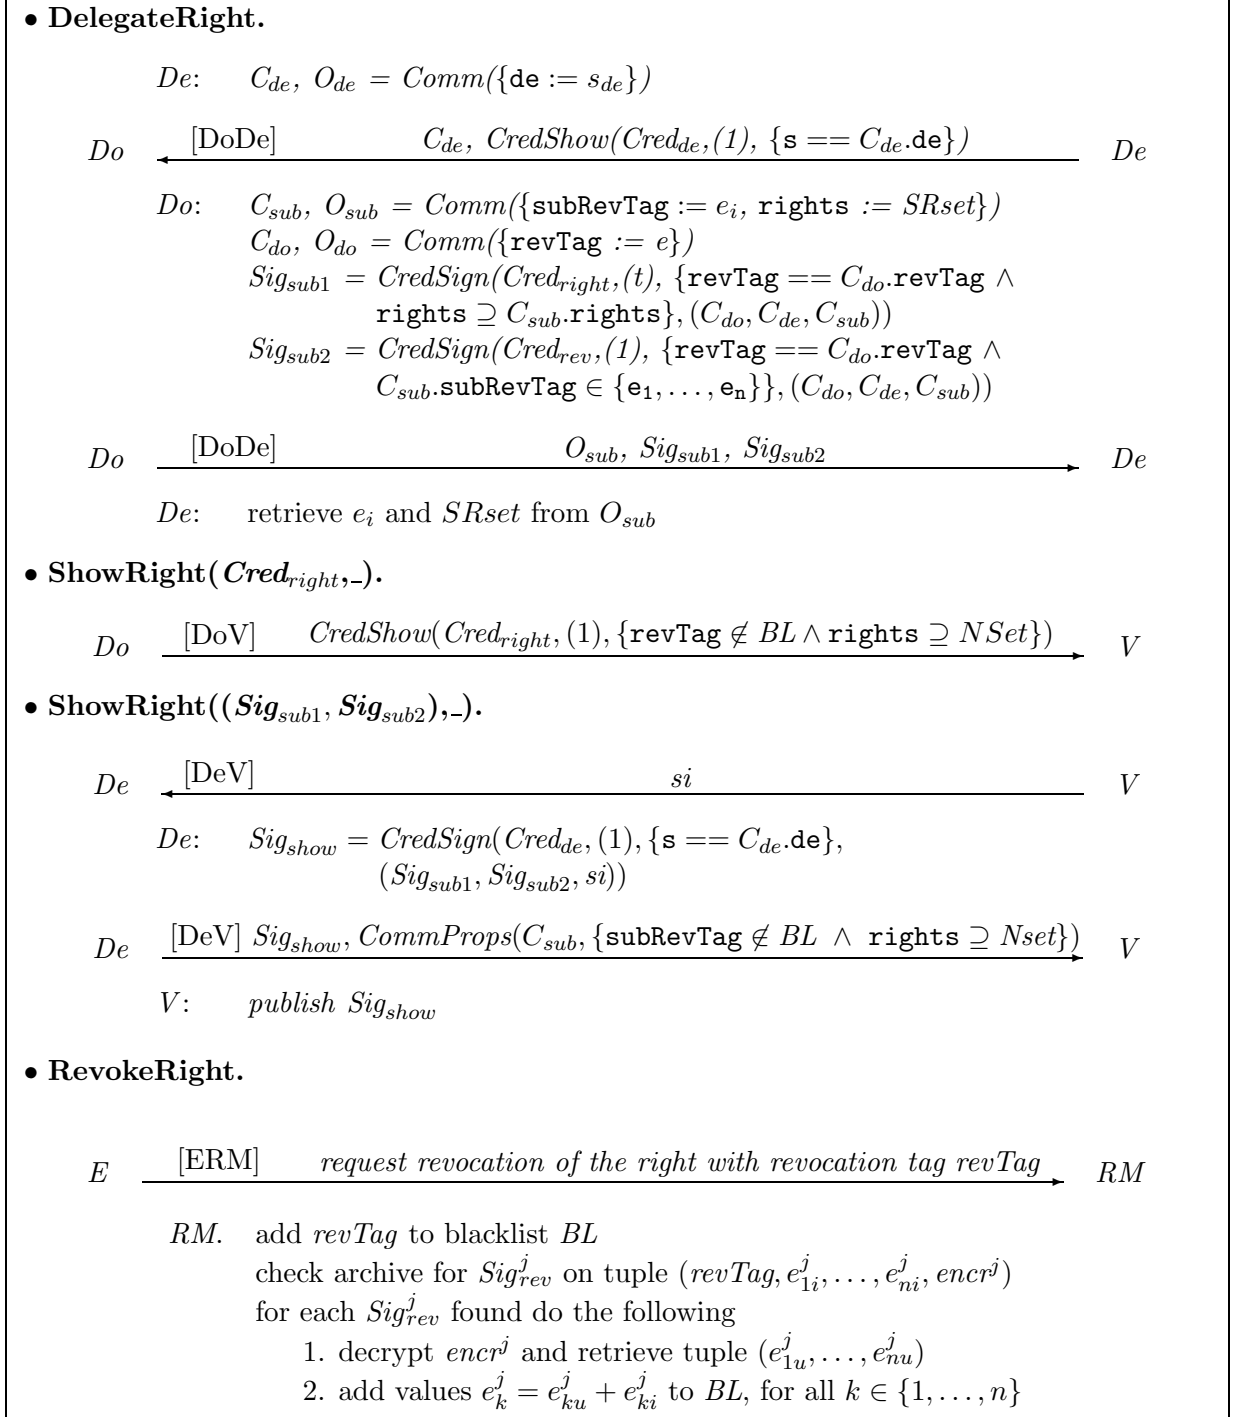 • DelegateRight.
De: C_de, O_de = Comm({de := s_de})
Do [DoDe] C_de, CredShow(Cred_de,(1), {s == C_de.de}) De
Do: C_sub, O_sub = Comm({subRevTag := e_i, rights := SRset})
C_do, O_do = Comm({revTag := e})
Sig_sub1 = CredSign(Cred_right,(t), {revTag == C_do.revTag ∧
rights ⊇ C_sub.rights}, (C_do, C_de, C_sub))
Sig_sub2 = CredSign(Cred_rev,(1), {revTag == C_do.revTag ∧
C_sub.subRevTag ∈ {e_1, …, e_n}}, (C_do, C_de, C_sub))
Do [DoDe] O_sub, Sig_sub1, Sig_sub2 De
De: retrieve e_i and SRset from O_sub
• ShowRight(Cred_right,_).
Do [DoV] CredShow(Cred_right, (1), {revTag ∉ BL ∧ rights ⊇ NSet}) V
• ShowRight((Sig_sub1, Sig_sub2),_).
De [DeV] si V
De: Sig_show = CredSign(Cred_de, (1), {s == C_de.de},
(Sig_sub1, Sig_sub2, si))
De [DeV] Sig_show, CommProps(C_sub, {subRevTag ∉ BL ∧ rights ⊇ Nset}) V
V: publish Sig_show
• RevokeRight.
E [ERM] request revocation of the right with revocation tag revTag RM
RM. add revTag to blacklist BL
check archive for Sig^j_rev on tuple (revTag, e^j_1i, …, e^j_ni, encr^j)
for each Sig^j_rev found do the following
1. decrypt encr^j and retrieve tuple (e^j_1u, …, e^j_nu)
2. add values e^j_k = e^j_ku + e^j_ki to BL, for all k ∈ {1, …, n}